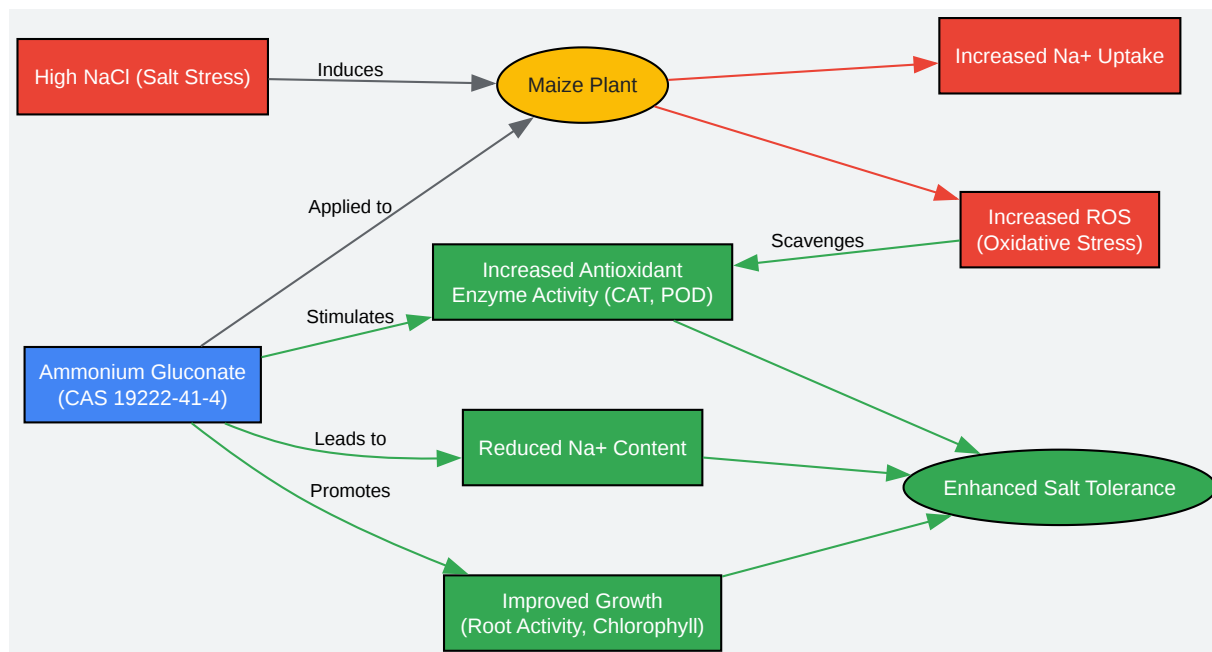 High NaCl (Salt Stress)
Induces
Maize Plant
Increased Na+ Uptake
Applied to
Increased ROS
(Oxidative Stress)
Scavenges
Increased Antioxidant
Enzyme Activity (CAT, POD)
Stimulates
Ammonium Gluconate
(CAS 19222-41-4)
Leads to
Reduced Na+ Content
Promotes
Enhanced Salt Tolerance
Improved Growth
(Root Activity, Chlorophyll)